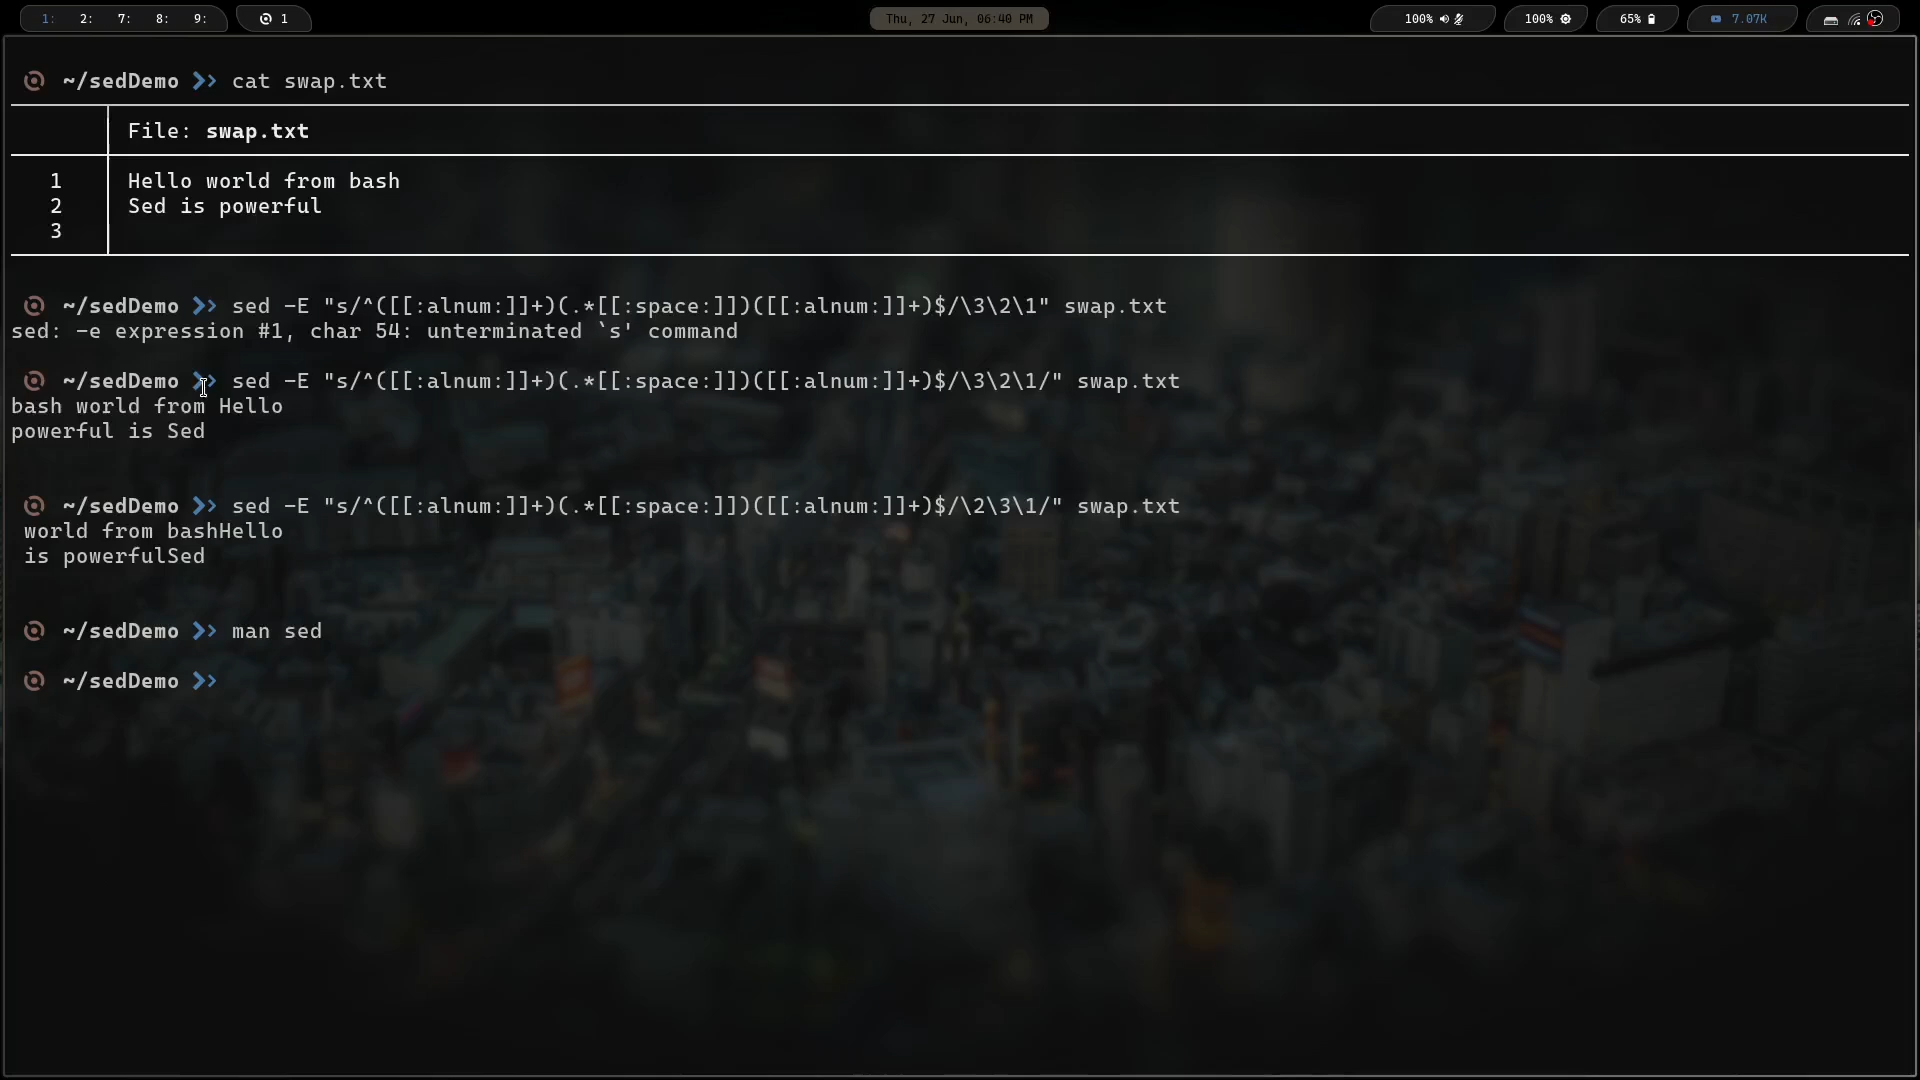 1: 2: 7: 8: 9: 1 Thu, 27 Jun, 06:40 PM 100% 100% 65% 7.07K
~/sedDemo cat swap.txt
File: swap.txt
1 Hello world from bash
2 Sed is powerful
3
~/sedDemo sed -E "s/^([[:alnum:]]+)(.*[[:space:]])([[:alnum:]]+)$/\3\2\1" swap.txt
sed: -e expression #1, char 54: unterminated `s' command
~/sedDemo sed -E "s/^([[:alnum:]]+)(.*[[:space:]])([[:alnum:]]+)$/\3\2\1/" swap.txt
bash world from Hello
powerful is Sed
~/sedDemo sed -E "s/^([[:alnum:]]+)(.*[[:space:]])([[:alnum:]]+)$/\2\3\1/" swap.txt
world from bashHello
is powerfulSed
~/sedDemo man sed
~/sedDemo